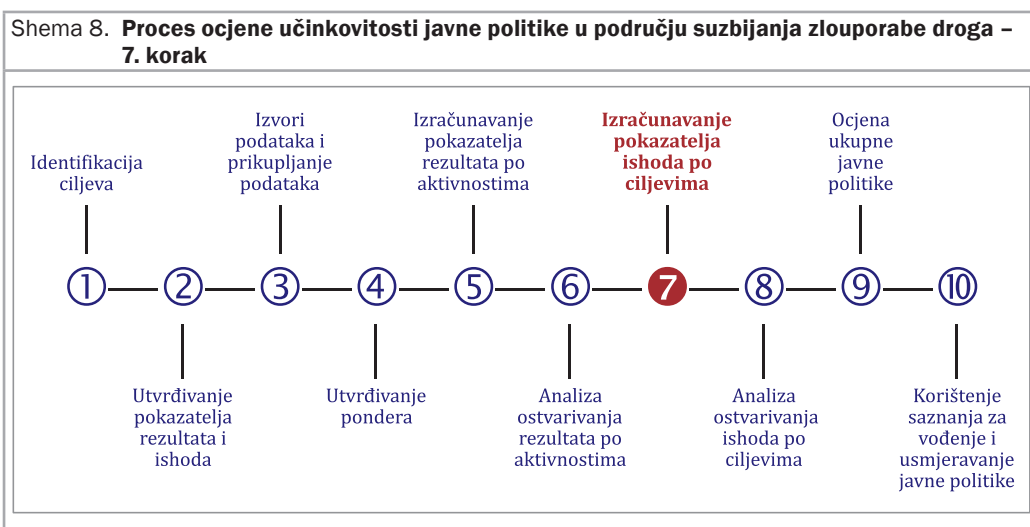 Shema 8. Proces ocjene učinkovitosti javne politike u području suzbijanja zlouporabe droga –
7. korak
Identifikacija
ciljeva
Izvori
podataka i
prikupljanje
podataka
Izračunavanje
pokazatelja
rezultata po
aktivnostima
Izračunavanje
pokazatelja
ishoda po
ciljevima
Ocjena
ukupne
javne
politike
1 2 3 4 5 6 7 8 9 10
Utvrđivanje
pokazatelja
rezultata i
ishoda
Utvrđivanje
pondera
Analiza
ostvarivanja
rezultata po
aktivnostima
Analiza
ostvarivanja
ishoda po
ciljevima
Korištenje
saznanja za
vođenje i
usmjeravanje
javne politike